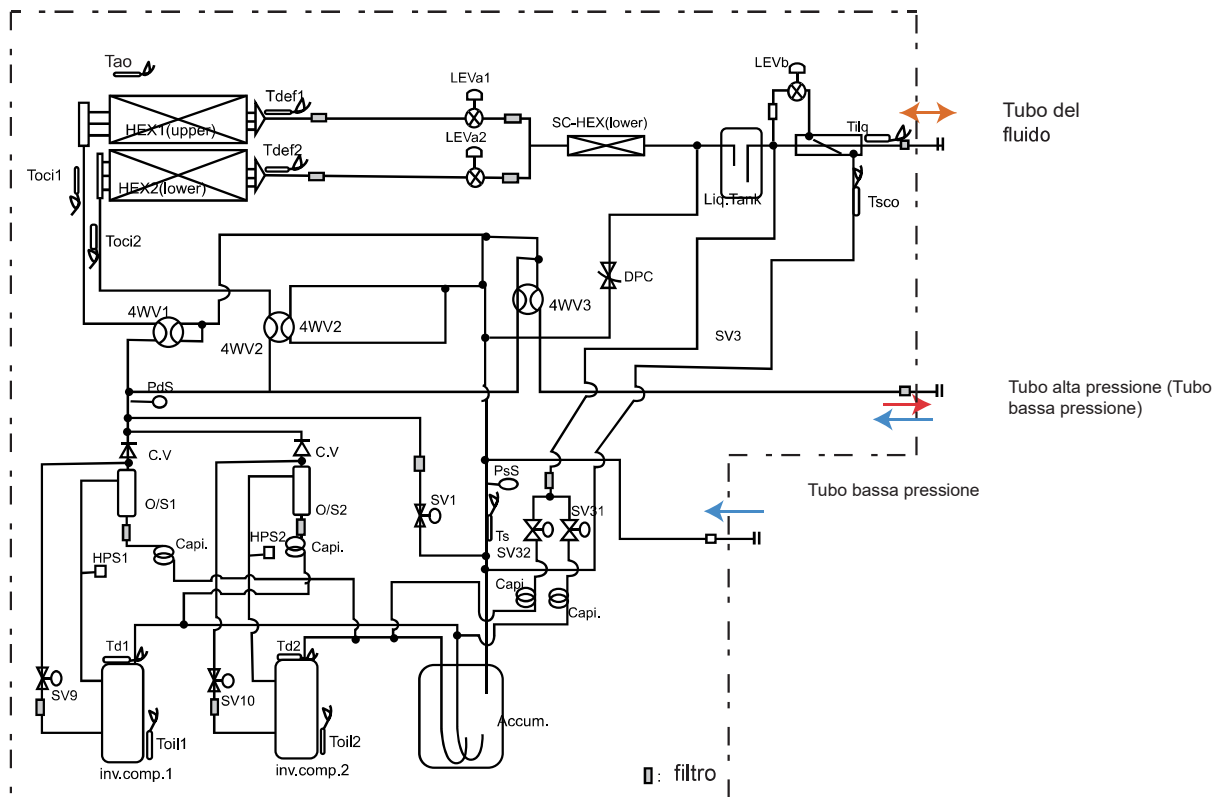 Tao
LEVa1
LEVb
Tdef1
HEX1(upper)
SC-HEX(lower)
Tilq
Tubo del
fluido
LEVa2
Tdef2
Toci1
HEX2(lower)
Liq.Tank
Tsco
Toci2
DPC
4WV1
4WV2
4WV2
4WV3
SV3
PdS
Tubo alta pressione (Tubo
bassa pressione)
C.V
C.V
PsS
Tubo bassa pressione
O/S1
O/S2
SV1
SV31
Ts
HPS1
Capi.
HPS2
Capi.
SV32
Capi.
Capi.
Td1
Td2
SV9
SV10
Accum.
Toil1
Toil2
inv.comp.1
inv.comp.2
: filtro